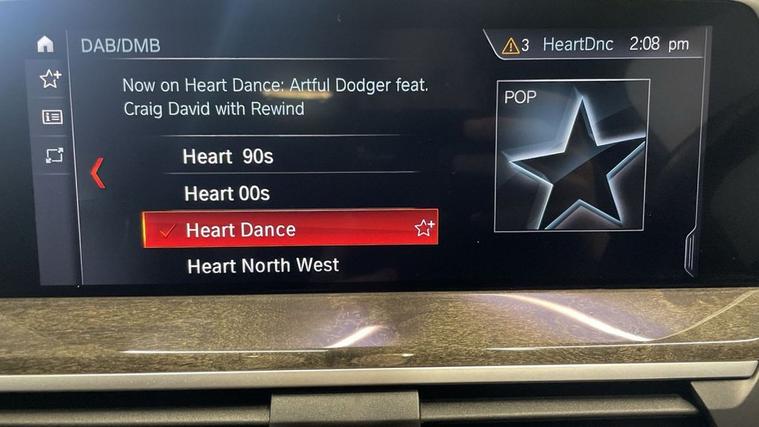 DAB/DMB
3 HeartDnc 2:08 pm
Now on Heart Dance: Artful Dodger feat.
Craig David with Rewind
POP
Heart 90s
Heart 00s
Heart Dance
Heart North West